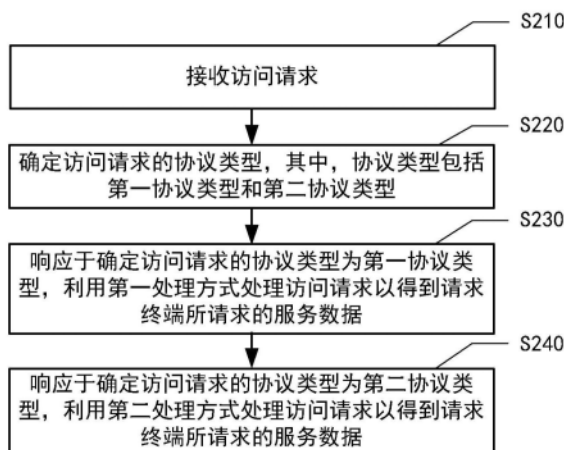 S210
接收访问请求
S220
确定访问请求的协议类型，其中，协议类型包括
第一协议类型和第二协议类型
S230
响应于确定访问请求的协议类型为第一协议类
型，利用第一处理方式处理访问请求以得到请求
终端所请求的服务数据
S240
响应于确定访问请求的协议类型为第二协议类
型，利用第二处理方式处理访问请求以得到请求
终端所请求的服务数据